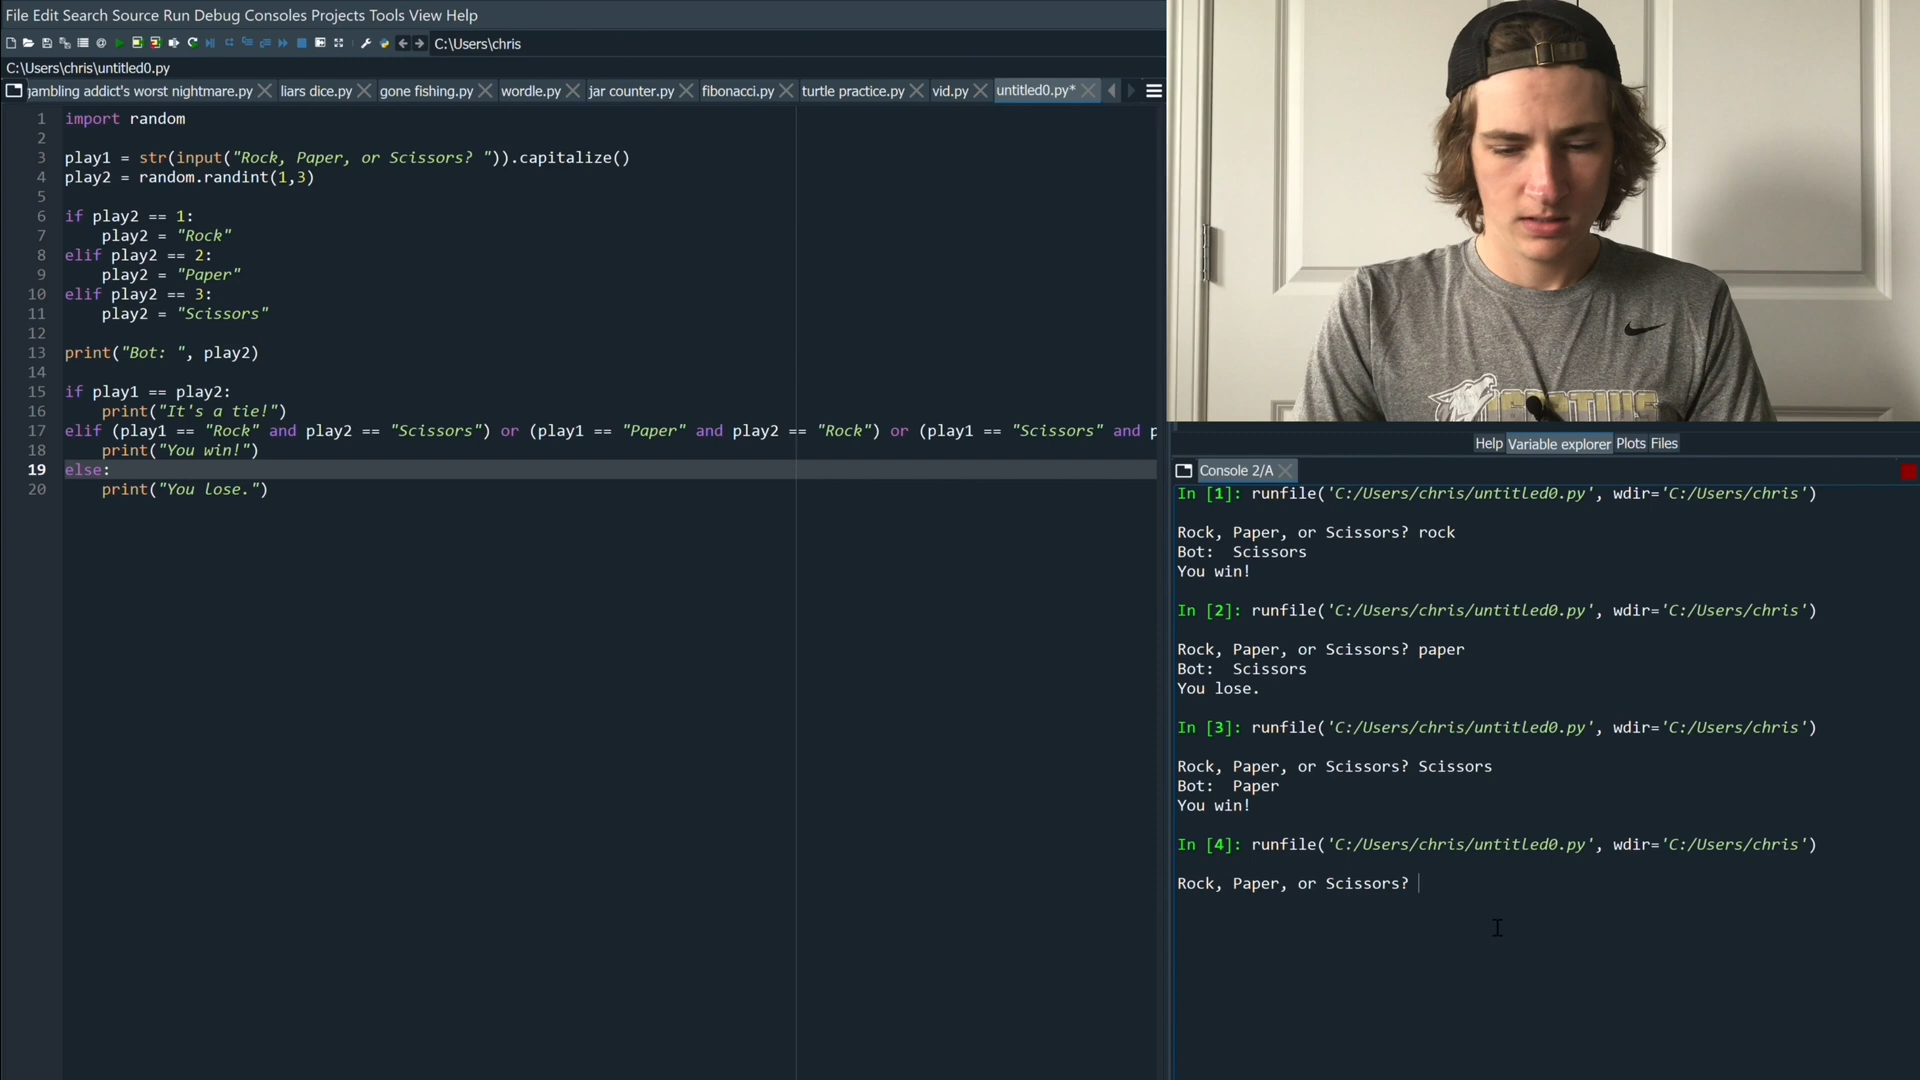 File Edit Search Source Run Debug Consoles Projects Tools View Help
C:\Users\chris
C:\Users\chris\untitled0.py
gambling addict's worst nightmare.py liars dice.py gone fishing.py wordle.py jar counter.py fibonacci.py turtle practice.py vid.py untitled0.py*
1 import random
2
3 play1 = str(input("Rock, Paper, or Scissors? ")).capitalize()
4 play2 = random.randint(1,3)
5
6 if play2 == 1:
7 play2 = "Rock"
8 elif play2 == 2:
9 play2 = "Paper"
10 elif play2 == 3:
11 play2 = "Scissors"
12
13 print("Bot: ", play2)
14
15 if play1 == play2:
16 print("It's a tie!")
17 elif (play1 == "Rock" and play2 == "Scissors") or (play1 == "Paper" and play2 == "Rock") or (play1 == "Scissors" and p
18 print("You win!")
19 else:
20 print("You lose.")
Help Variable explorer Plots Files
Console 2/A
In [1]: runfile('C:/Users/chris/untitled0.py', wdir='C:/Users/chris')
Rock, Paper, or Scissors? rock
Bot:  Scissors
You win!
In [2]: runfile('C:/Users/chris/untitled0.py', wdir='C:/Users/chris')
Rock, Paper, or Scissors? paper
Bot:  Scissors
You lose.
In [3]: runfile('C:/Users/chris/untitled0.py', wdir='C:/Users/chris')
Rock, Paper, or Scissors? Scissors
Bot:  Paper
You win!
In [4]: runfile('C:/Users/chris/untitled0.py', wdir='C:/Users/chris')
Rock, Paper, or Scissors?